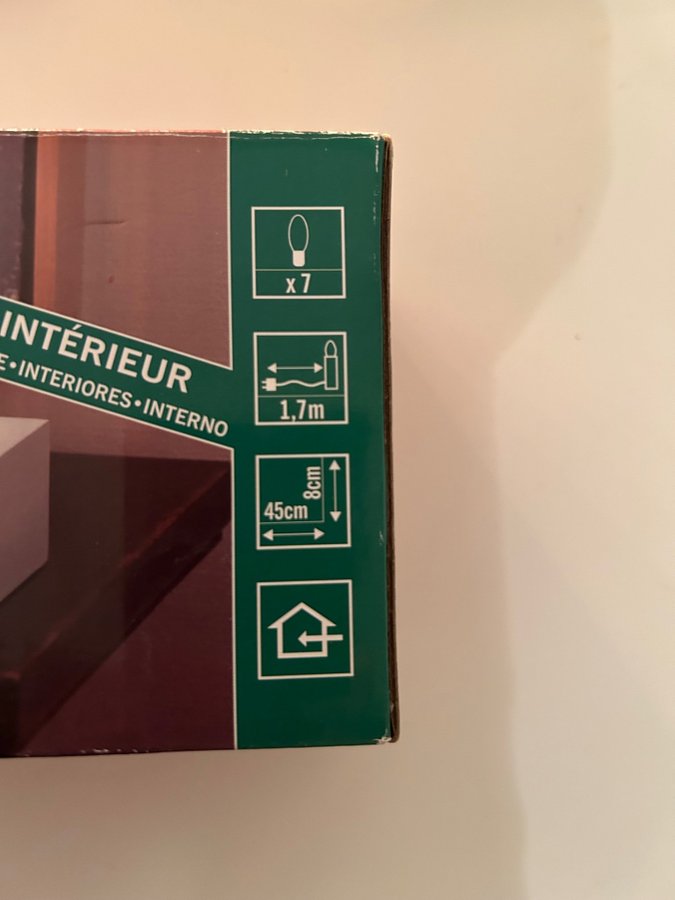 INTÉRIEUR
E•INTERIORES•INTERNO
x 7
1,7m
8cm
45cm